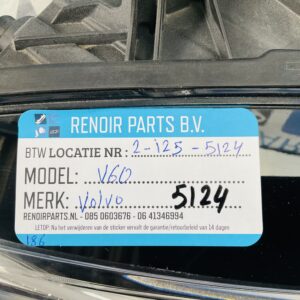 RENOIR PARTS B.V.
BTW LOCATIE NR : 2-125-5124
MODEL: V60
MERK: Volvo 5124
RENOIRPARTS.NL - 085 0603676 - 06 41346994
LETOP: Na het verwijderen van de sticker vervalt de garantie/retourdarleid van 14 dagen
186